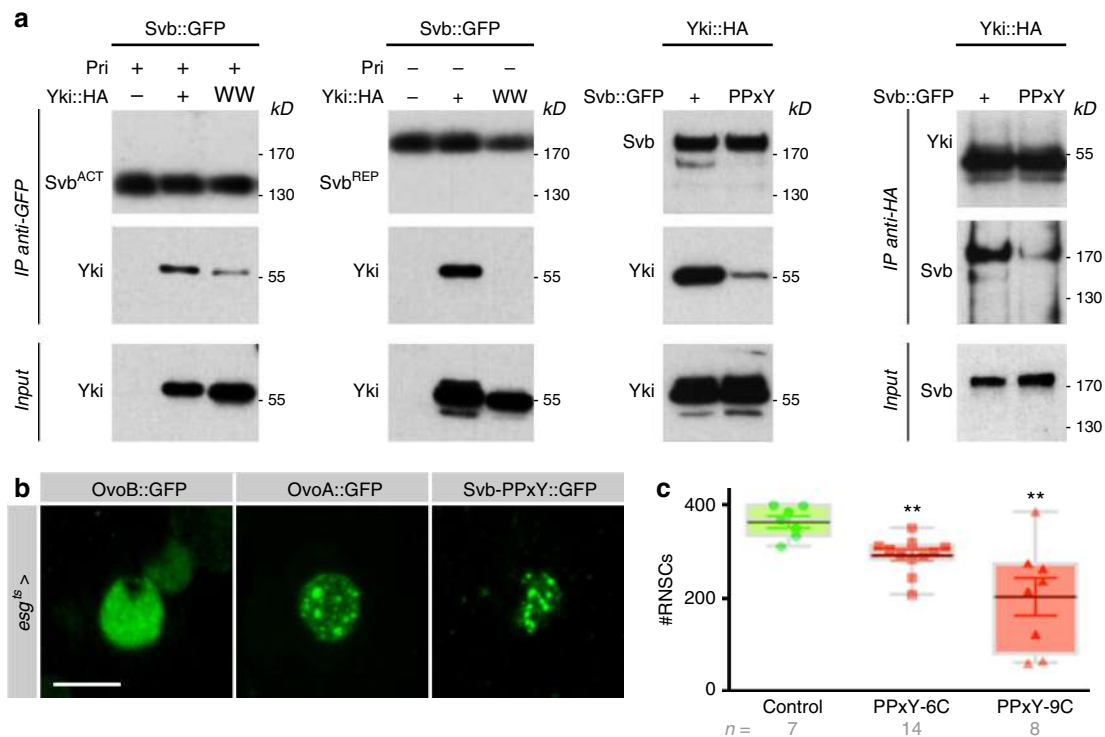 a
Svb::GFP Svb::GFP Yki::HA Yki::HA
Pri + + + − − −
Yki::HA − + WW kD − + WW kD Svb::GFP + PPxY kD Svb::GFP + PPxY kD
IP anti-GFP
Svb^ACT
- 170
- 130
Yki
- 55
Input
Yki
- 55
Svb^REP
- 170
- 130
Yki
- 55
Yki
- 55
Svb
- 170
- 130
Yki
- 55
Yki
- 55
IP anti-HA
Yki
- 55
Svb
- 170
- 130
Input
Svb
- 170
- 130
b
OvoB::GFP OvoA::GFP Svb-PPxY::GFP
esg^ts >
c
#RNSCs
400
200
0
**
**
Control PPxY-6C PPxY-9C
n = 7 14 8